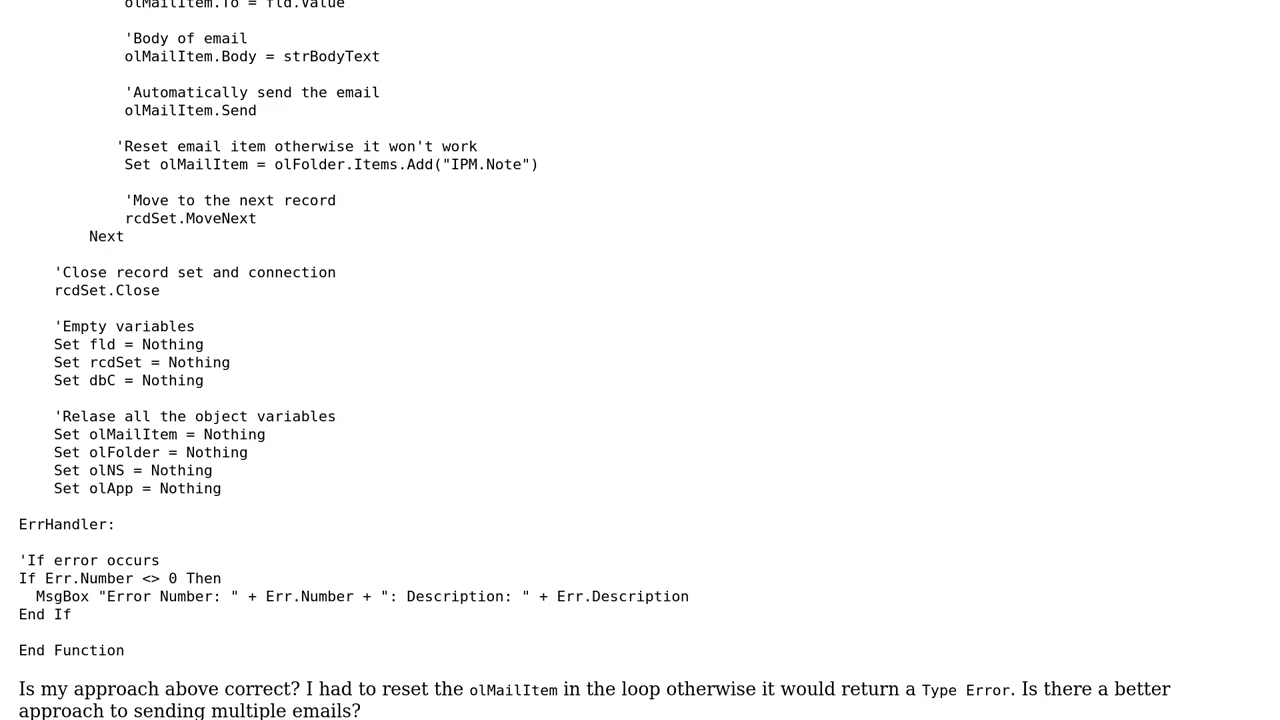 olMailItem.To = fld.Value
'Body of email
olMailItem.Body = strBodyText
'Automatically send the email
olMailItem.Send
'Reset email item otherwise it won't work
Set olMailItem = olFolder.Items.Add("IPM.Note")
'Move to the next record
rcdSet.MoveNext
Next
'Close record set and connection
rcdSet.Close
'Empty variables
Set fld = Nothing
Set rcdSet = Nothing
Set dbC = Nothing
'Relase all the object variables
Set olMailItem = Nothing
Set olFolder = Nothing
Set olNS = Nothing
Set olApp = Nothing
ErrHandler:
'If error occurs
If Err.Number <> 0 Then
MsgBox "Error Number: " + Err.Number + ": Description: " + Err.Description
End If
End Function
Is my approach above correct? I had to reset the olMailItem in the loop otherwise it would return a Type Error. Is there a better
approach to sending multiple emails?